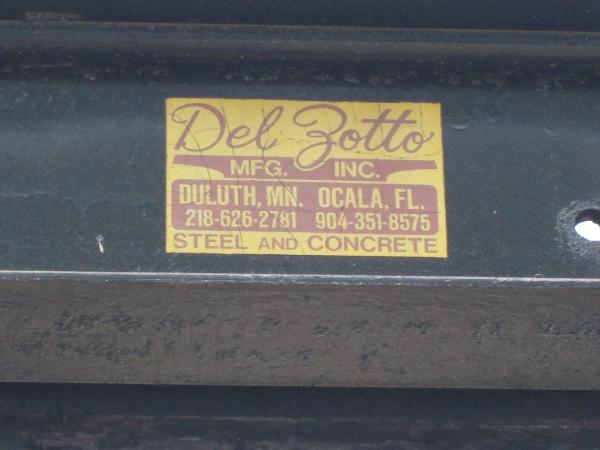 Del Zotto
MFG. INC.
DULUTH, MN. OCALA, FL.
218-626-2781 904-351-8575
STEEL AND CONCRETE